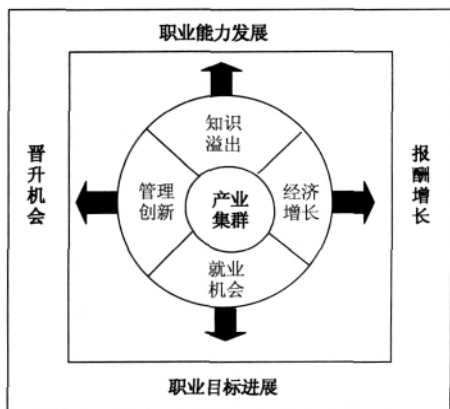 职业能力发展
知识
溢出
晋升机会
管理
创新
产业
集群
经济
增长
报酬增长
就业
机会
职业目标进展